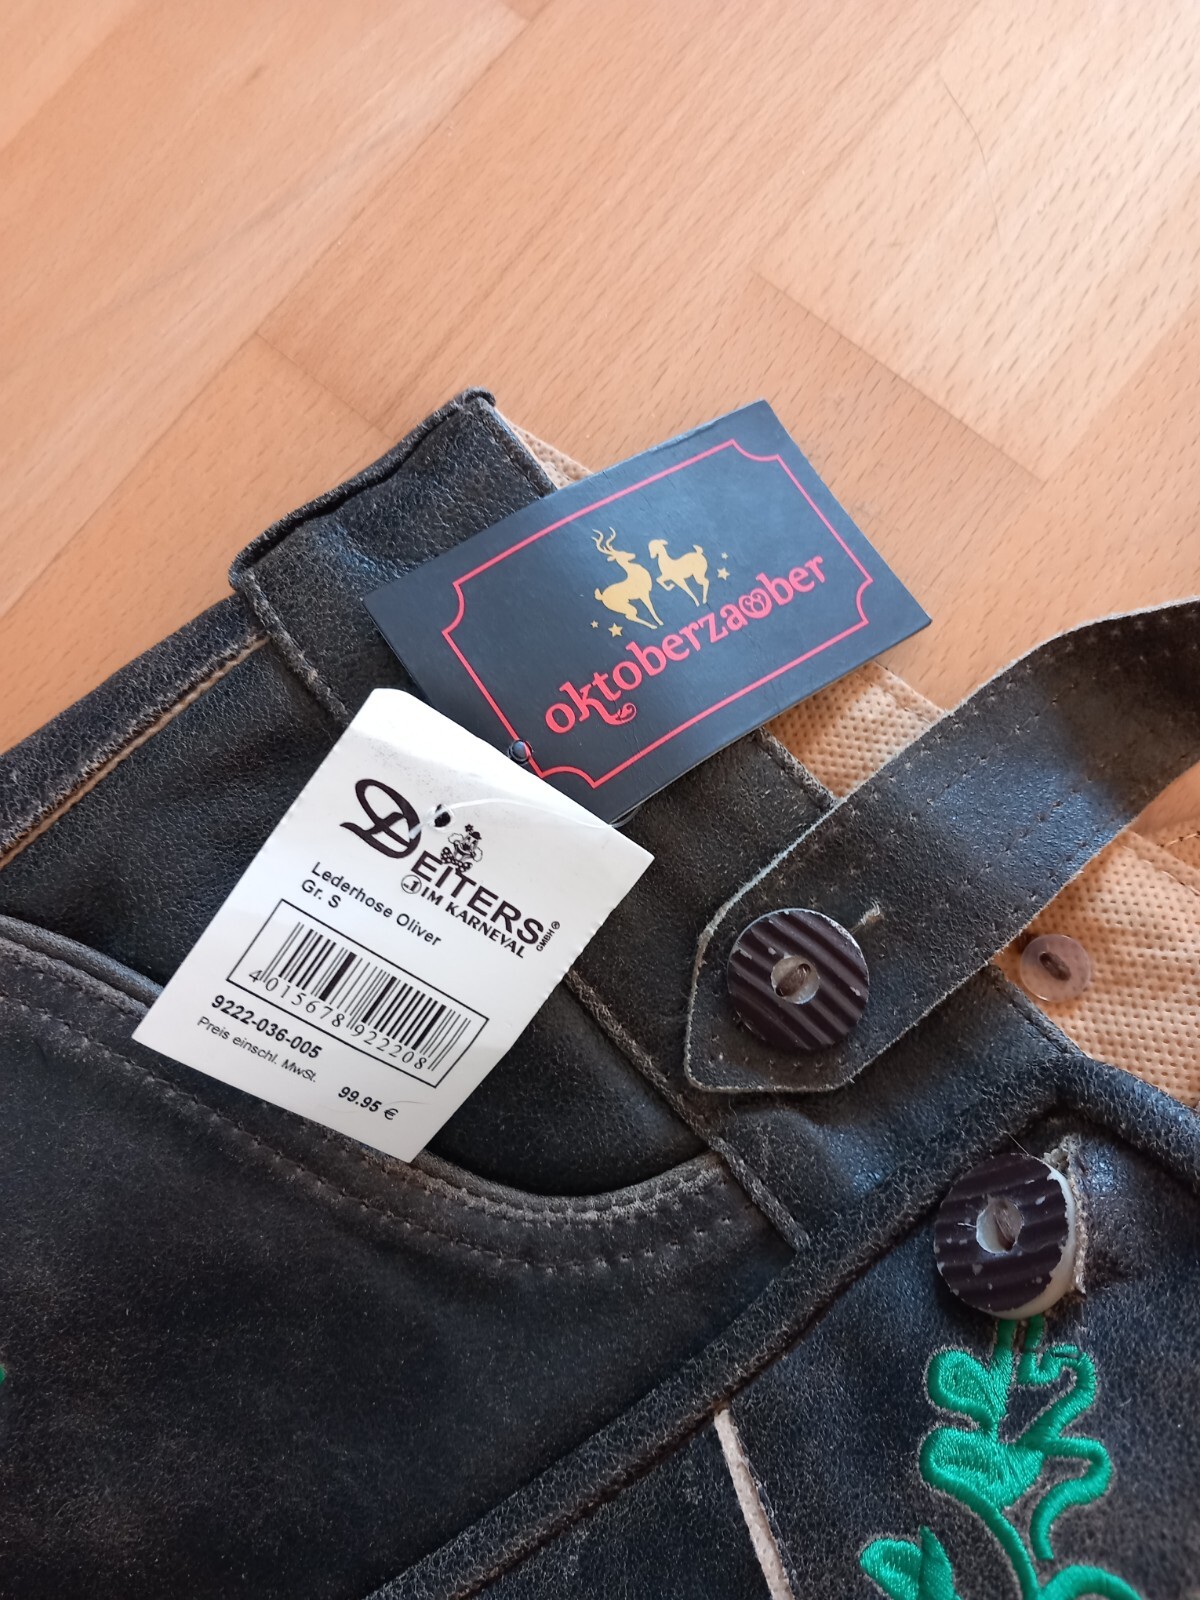 oktoberzauber
DEITERS GMBH®
#1 IM KARNEVAL
Lederhose Oliver
Gr. S
4 015678 922208
9222-036-005
Preis einschl. MwSt.
99.95 €